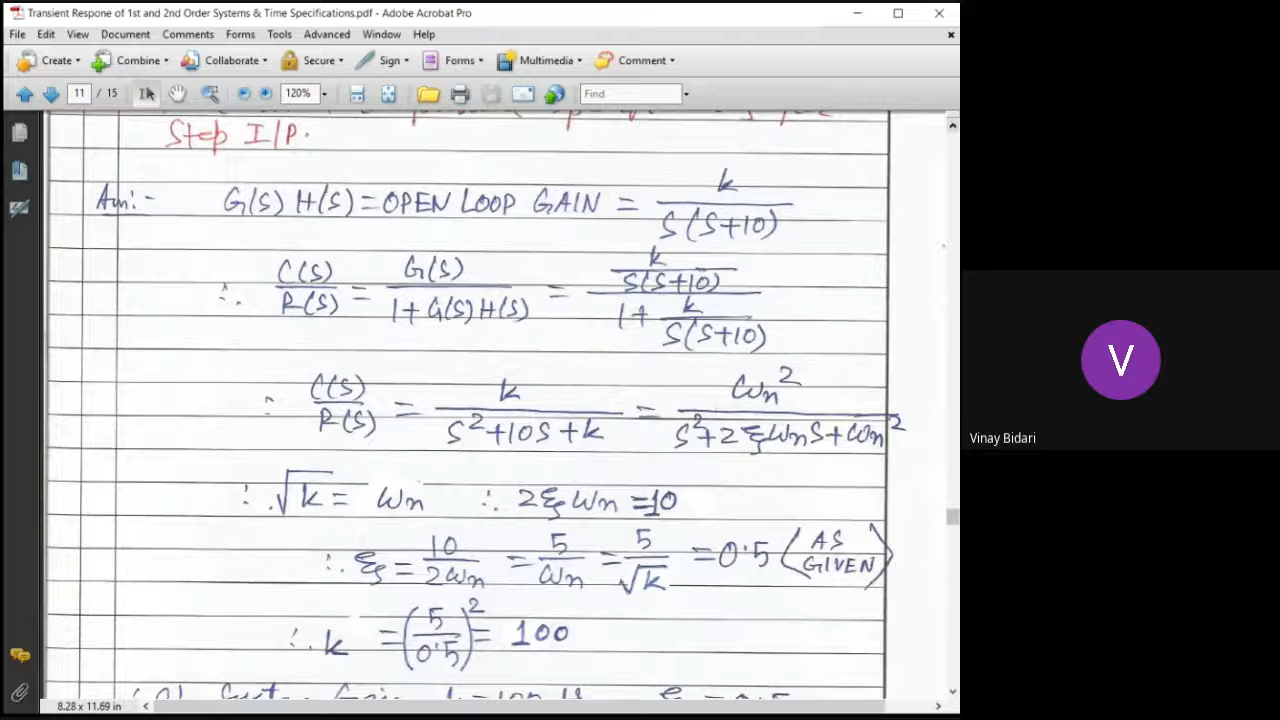 Transient Respone of 1st and 2nd Order Systems & Time Specifications.pdf - Adobe Acrobat Pro
File Edit View Document Comments Forms Tools Advanced Window Help
Create Combine Collaborate Secure Sign Forms Multimedia Comment
11 / 15 120% Find
Step I/P.
Ans:- G(S) H(S) = OPEN LOOP GAIN = k / S(S+10)
∴ C(S)/R(S) = G(S) / 1+G(S)H(S) = k/S(S+10) / 1+ k/S(S+10)
∴ C(S)/R(S) = k / S²+10S+k = ωn² / S²+2ξωnS+ωn²
∴ √k = ωn ∴ 2ξωn = 10
∴ ξ = 10/2ωn = 5/ωn = 5/√k = 0.5 (AS GIVEN)
∴ k = (5/0.5)² = 100
8.28 x 11.69 in
V
Vinay Bidari